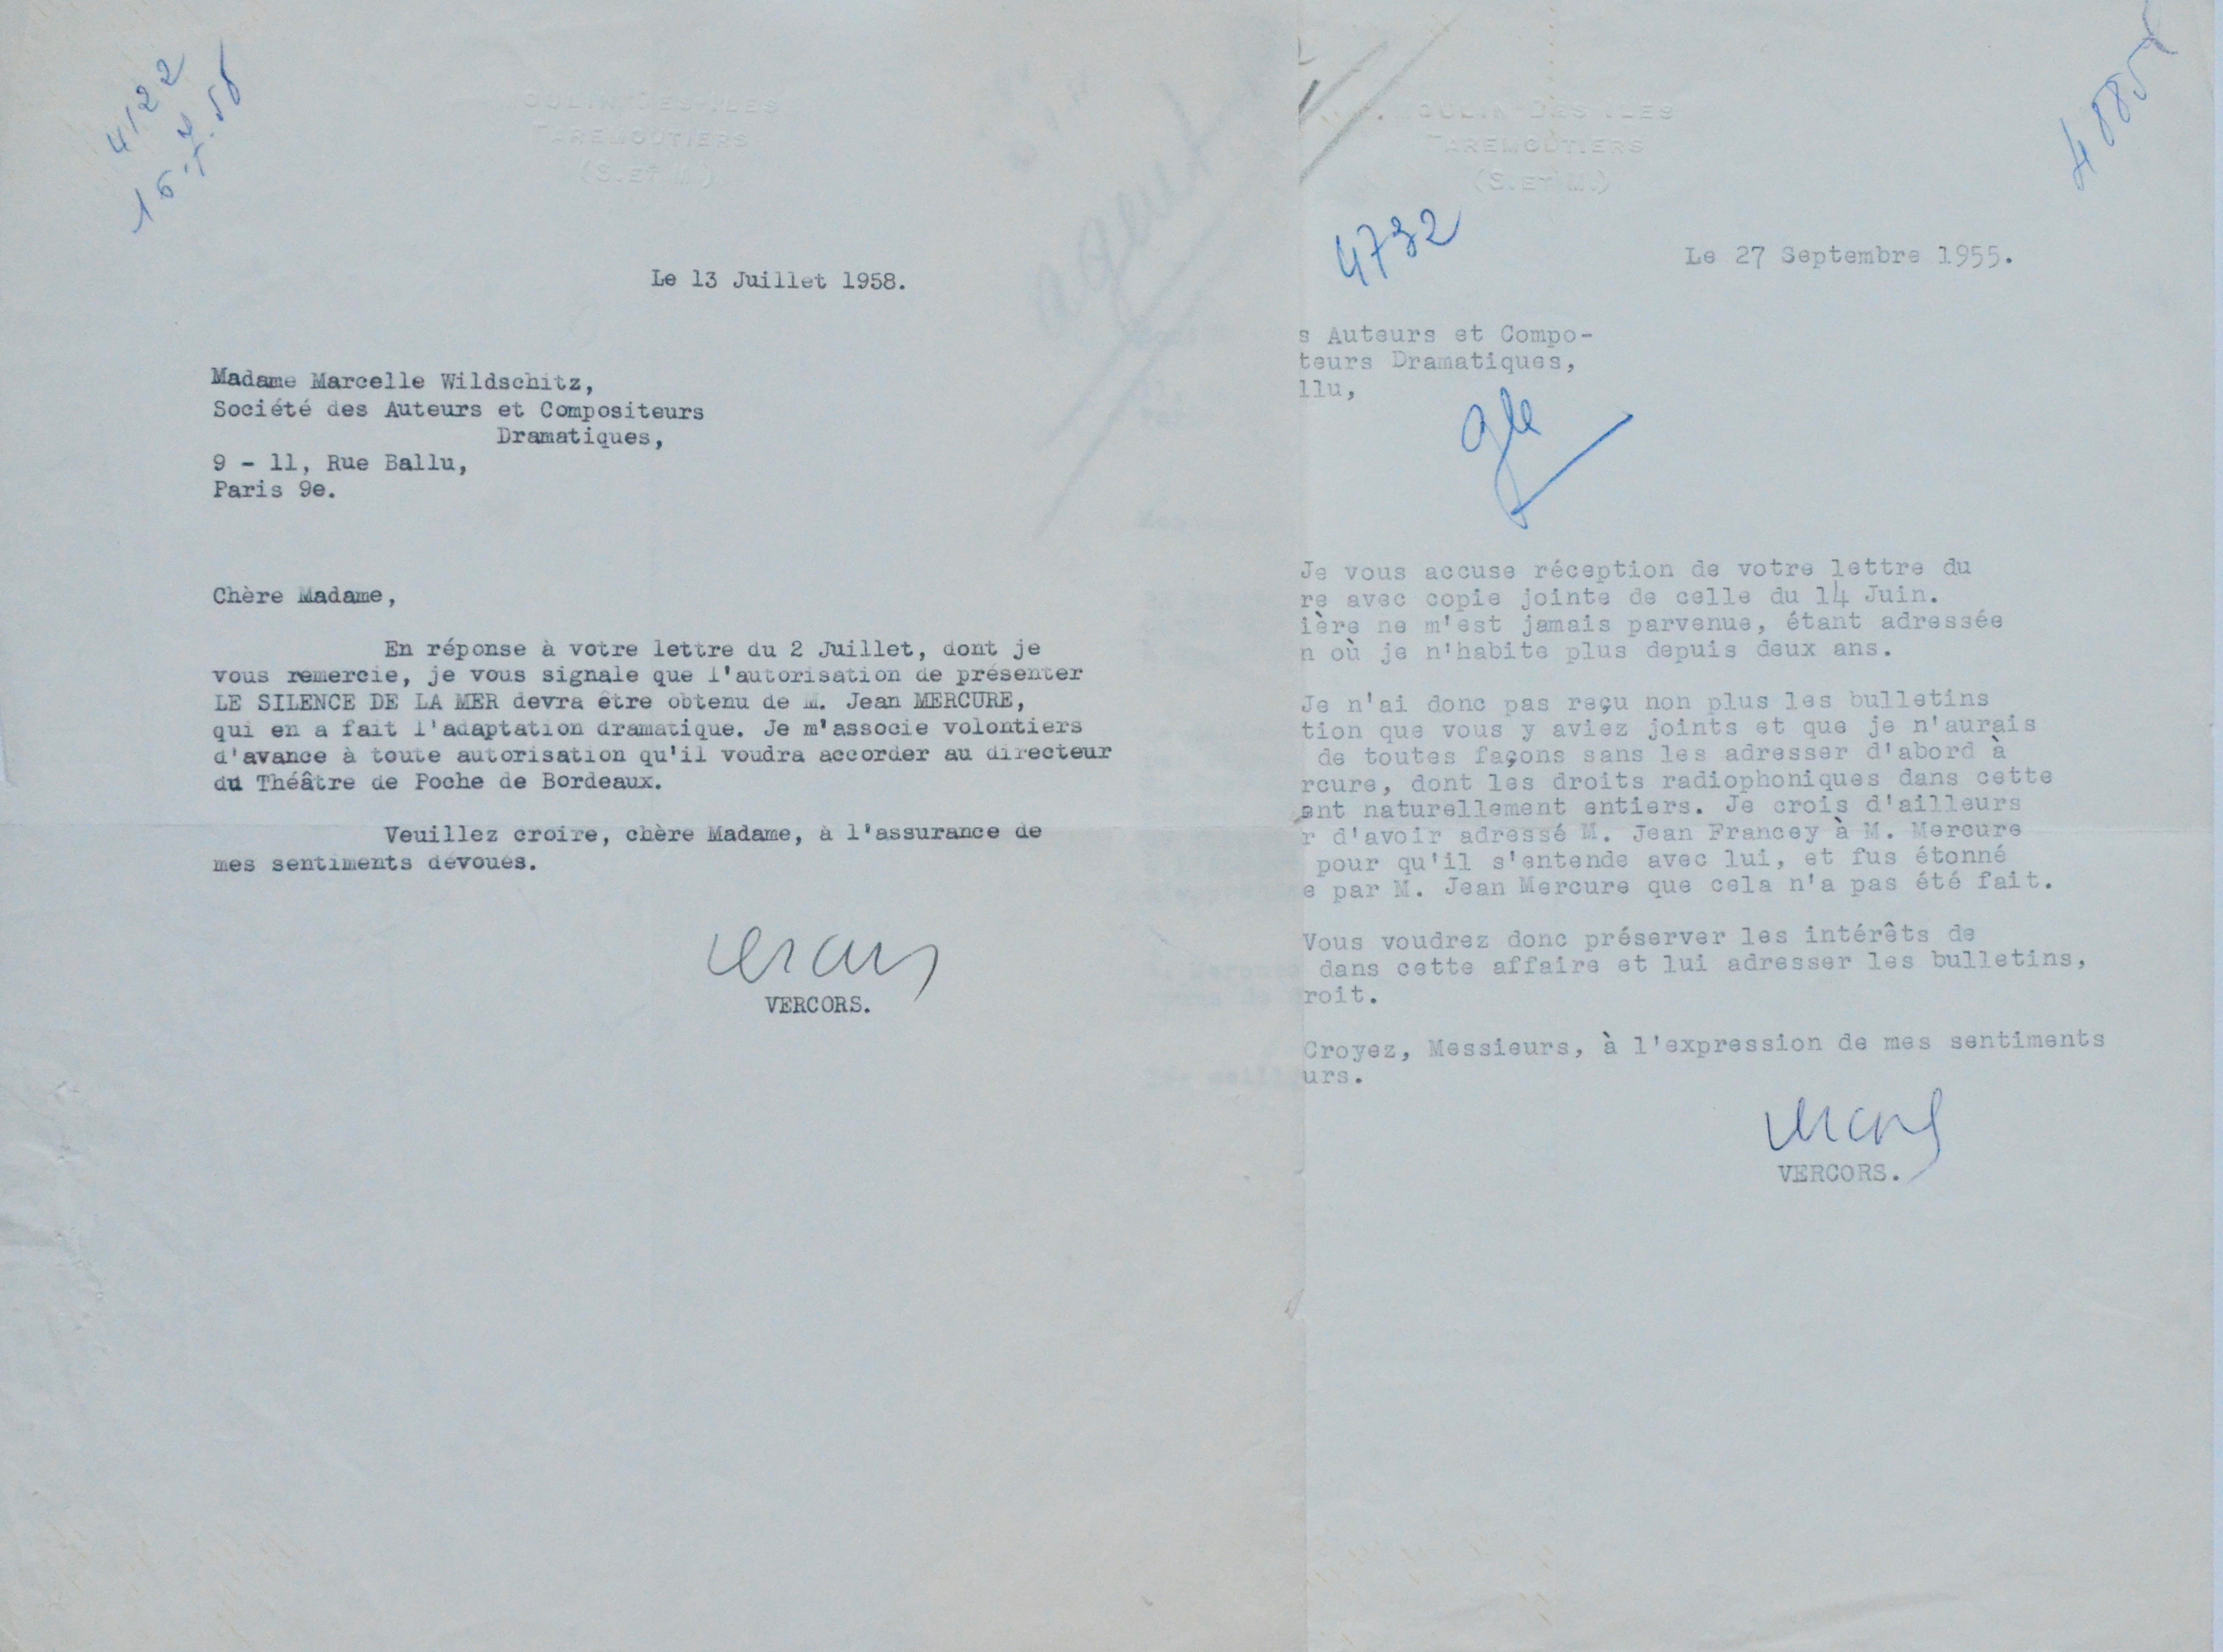 4122
16.7.58
OULIN DES ILES
FAREMOUTIERS
(S. ET M.)
Le 13 Juillet 1958.
Madame Marcelle Wildschitz,
Société des Auteurs et Compositeurs
Dramatiques,
9 - 11, Rue Ballu,
Paris 9e.
Chère Madame,
En réponse à votre lettre du 2 Juillet, dont je
vous remercie, je vous signale que l'autorisation de présenter
LE SILENCE DE LA MER devra être obtenu de M. Jean MERCURE,
qui en a fait l'adaptation dramatique. Je m'associe volontiers
d'avance à toute autorisation qu'il voudra accorder au directeur
du Théâtre de Poche de Bordeaux.
Veuillez croire, chère Madame, à l'assurance de
mes sentiments dévoués.
Vercors
VERCORS.
OULIN DES ILES
FAREMOUTIERS
(S. ET M.)
4732
Le 27 Septembre 1955.
s Auteurs et Compo-
teurs Dramatiques,
llu,
Je vous accuse réception de votre lettre du
re avec copie jointe de celle du 14 Juin.
ière ne m'est jamais parvenue, étant adressée
n où je n'habite plus depuis deux ans.
Je n'ai donc pas reçu non plus les bulletins
tion que vous y aviez joints et que je n'aurais
de toutes façons sans les adresser d'abord à
rcure, dont les droits radiophoniques dans cette
ent naturellement entiers. Je crois d'ailleurs
r d'avoir adressé M. Jean Francey à M. Mercure
pour qu'il s'entende avec lui, et fus étonné
e par M. Jean Mercure que cela n'a pas été fait.
Vous voudrez donc préserver les intérêts de
dans cette affaire et lui adresser les bulletins,
roit.
Croyez, Messieurs, à l'expression de mes sentiments
urs.
Vercors
VERCORS.